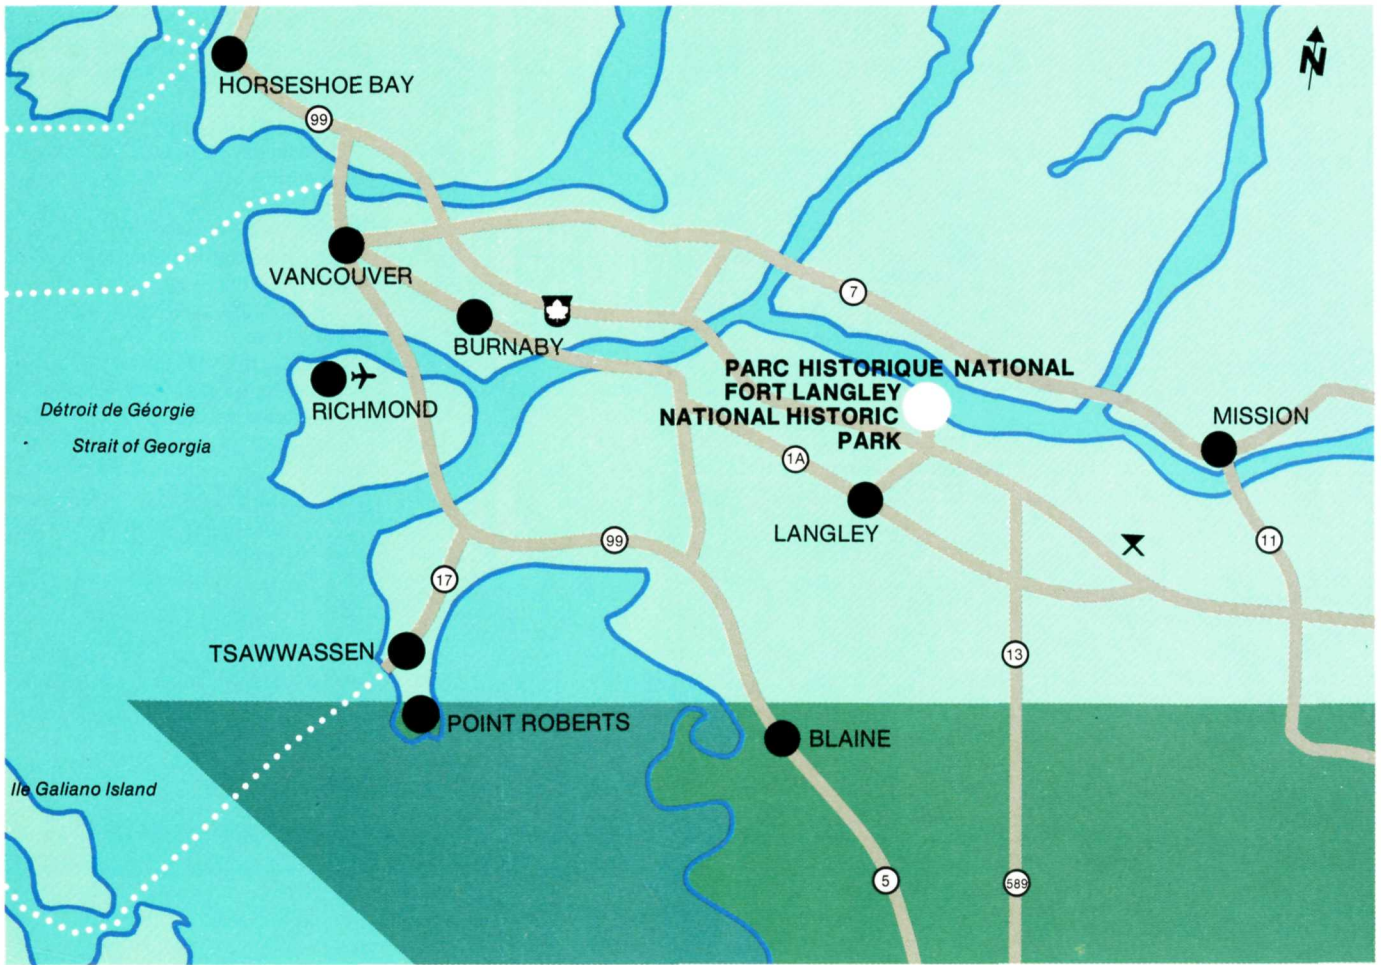 N
HORSESHOE BAY
99
VANCOUVER
7
BURNABY
PARC HISTORIQUE NATIONAL
FORT LANGLEY
NATIONAL HISTORIC
PARK
RICHMOND
Détroit de Géorgie
Strait of Georgia
MISSION
1A
LANGLEY
99
11
17
TSAWWASSEN
13
POINT ROBERTS
BLAINE
Ile Galiano Island
5
589